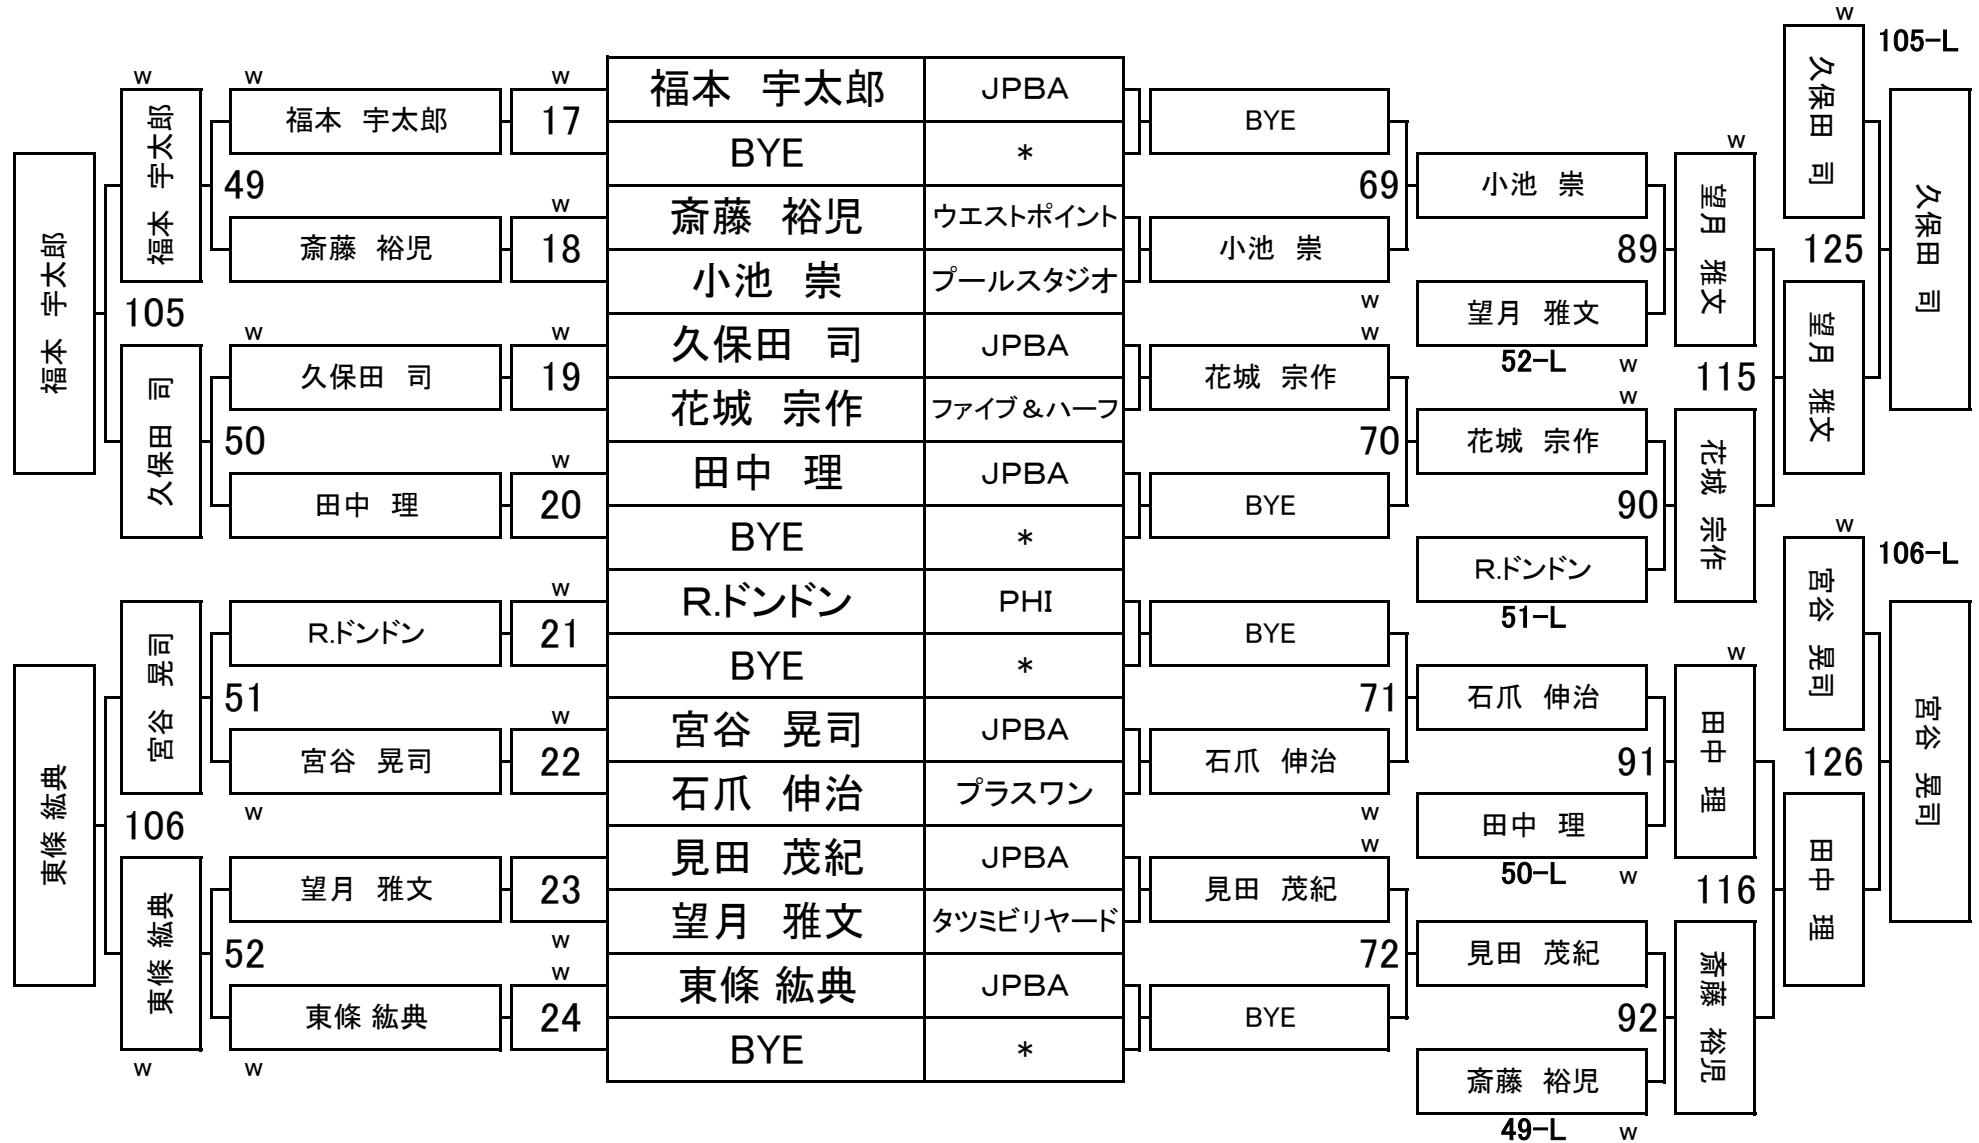 w
105-L
w
w
w
福本　宇太郎
JPBA
久保田　司
福本　宇太郎
福本　宇太郎
17
BYE
BYE
*
w
49
w
69
小池　崇
望月　雅文
久保田　司
斎藤　裕児
18
斎藤　裕児
ウエストポイント
小池　崇
89
125
福本　宇太郎
小池　崇
プールスタジオ
105
w
望月　雅文
w
w
久保田　司
JPBA
w
52-L
w
望月　雅文
久保田　司
久保田　司
19
花城　宗作
115
花城　宗作
ファイブ＆ハーフ
w
50
w
70
花城　宗作
田中　理
JPBA
花城　宗作
田中　理
20
BYE
90
BYE
*
w
106-L
R.ドンドン
w
R.ドンドン
PHI
51-L
宮谷　晃司
宮谷　晃司
R.ドンドン
21
BYE
BYE
*
w
51
w
71
石爪　伸治
宮谷　晃司
JPBA
田中　理
宮谷　晃司
宮谷　晃司
22
石爪　伸治
91
126
東條 紘典
石爪　伸治
プラスワン
106
w
w
田中　理
w
見田　茂紀
JPBA
50-L
w
田中　理
東條 紘典
望月　雅文
23
見田　茂紀
116
望月　雅文
タツミビリヤード
52
w
72
見田　茂紀
w
東條 紘典
JPBA
斎藤　裕児
東條 紘典
24
BYE
92
BYE
*
w
w
斎藤　裕児
49-L
w